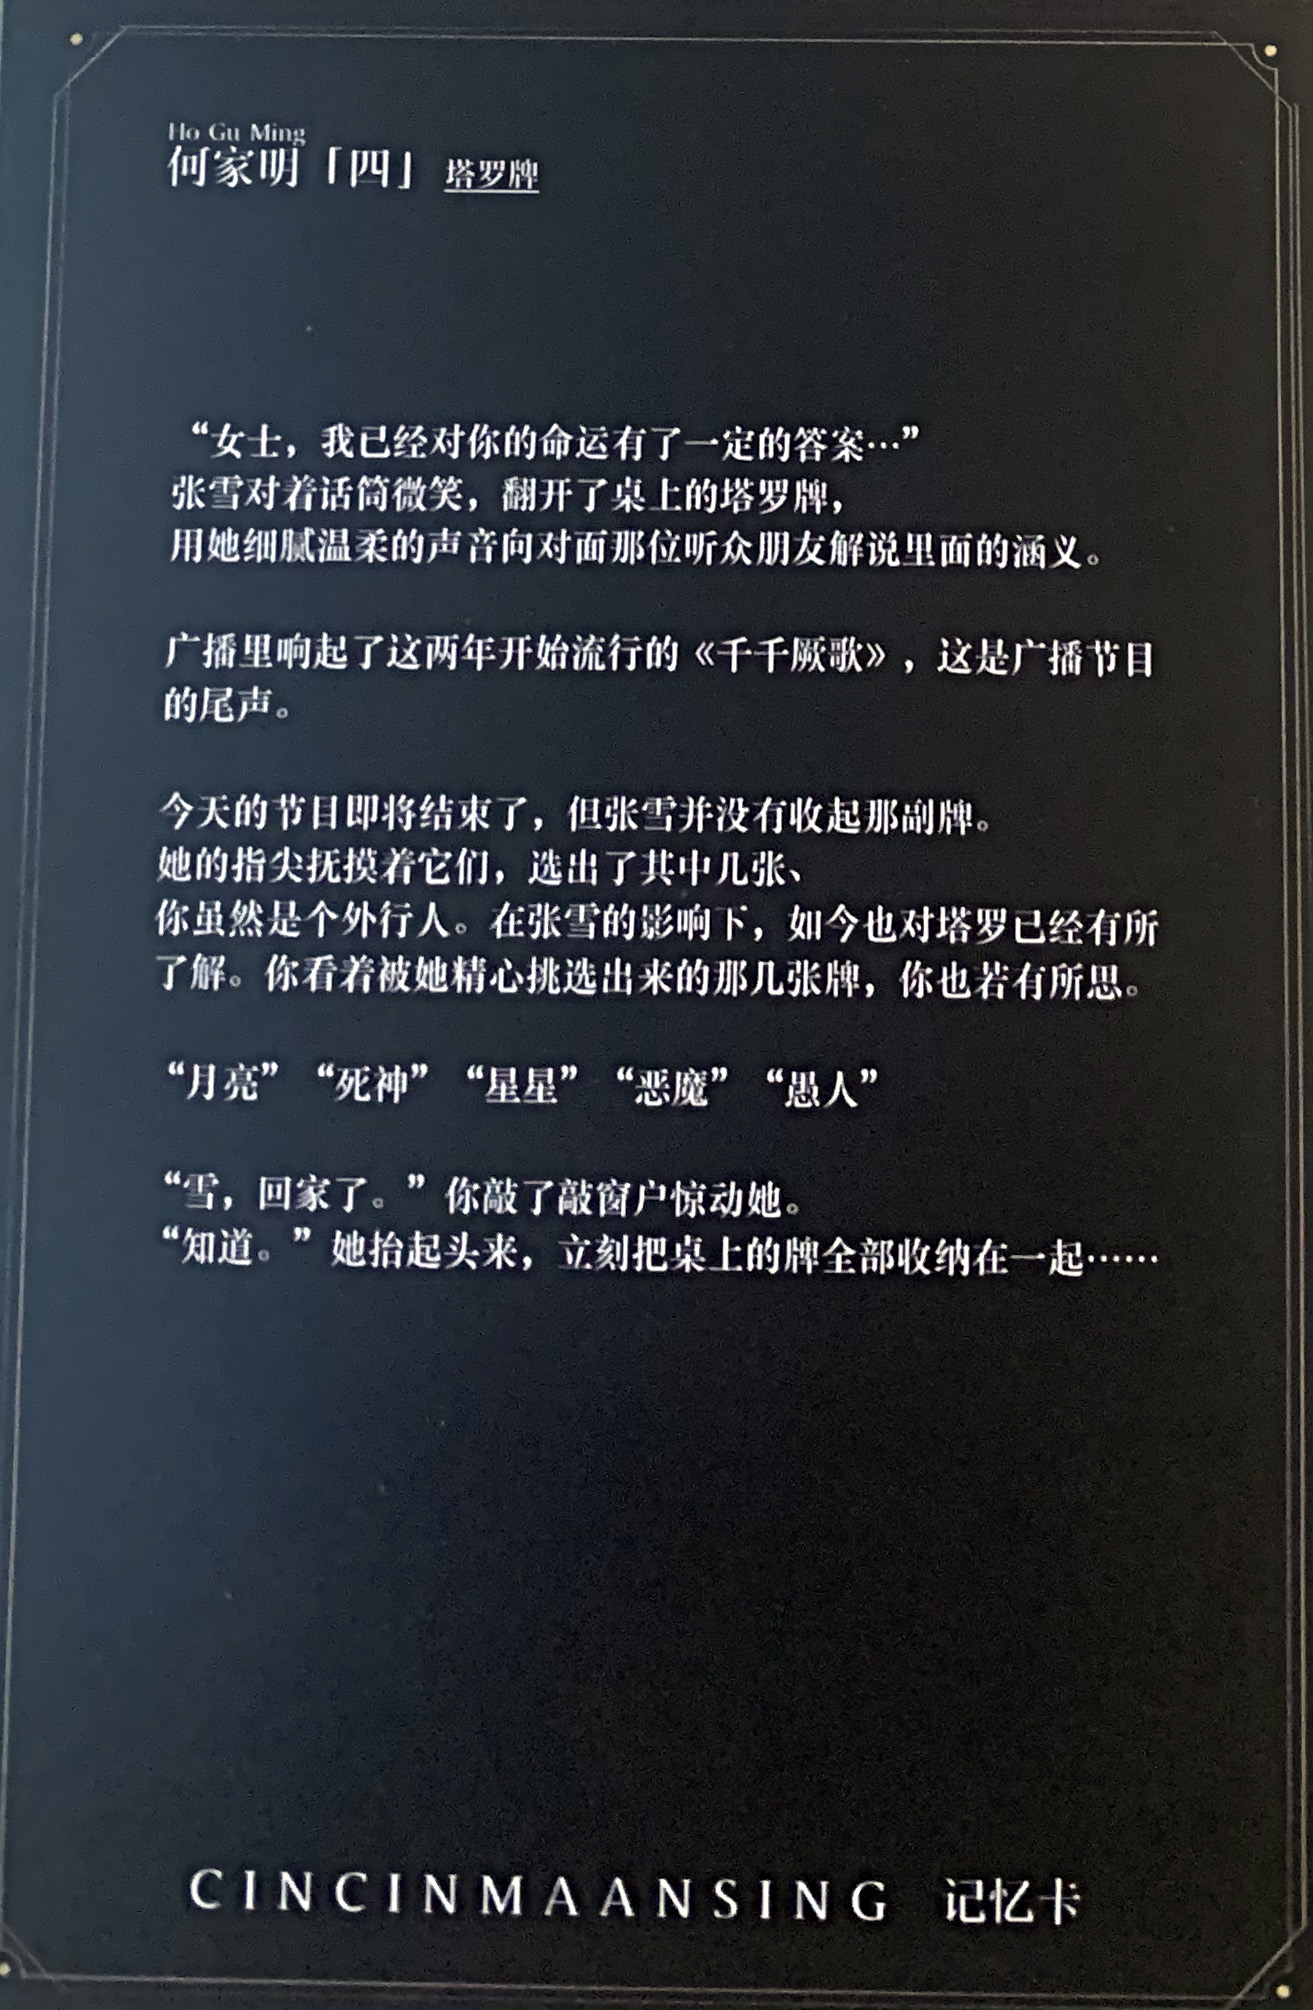 Ho Gu Ming
何家明「四」 塔罗牌
“女士，我已经对你的命运有了一定的答案…”
张雪对着话筒微笑，翻开了桌上的塔罗牌，
用她细腻温柔的声音向对面那位听众朋友解说里面的涵义。
广播里响起了这两年开始流行的《千千厥歌》，这是广播节目
的尾声。
今天的节目即将结束了，但张雪并没有收起那副牌。
她的指尖抚摸着它们，选出了其中几张、
你虽然是个外行人。在张雪的影响下，如今也对塔罗已经有所
了解。你看着被她精心挑选出来的那几张牌，你也若有所思。
“月亮” “死神” “星星” “恶魔” “愚人”
“雪，回家了。”你敲了敲窗户惊动她。
“知道。”她抬起头来，立刻把桌上的牌全部收纳在一起……
CINCINMAANSING 记忆卡